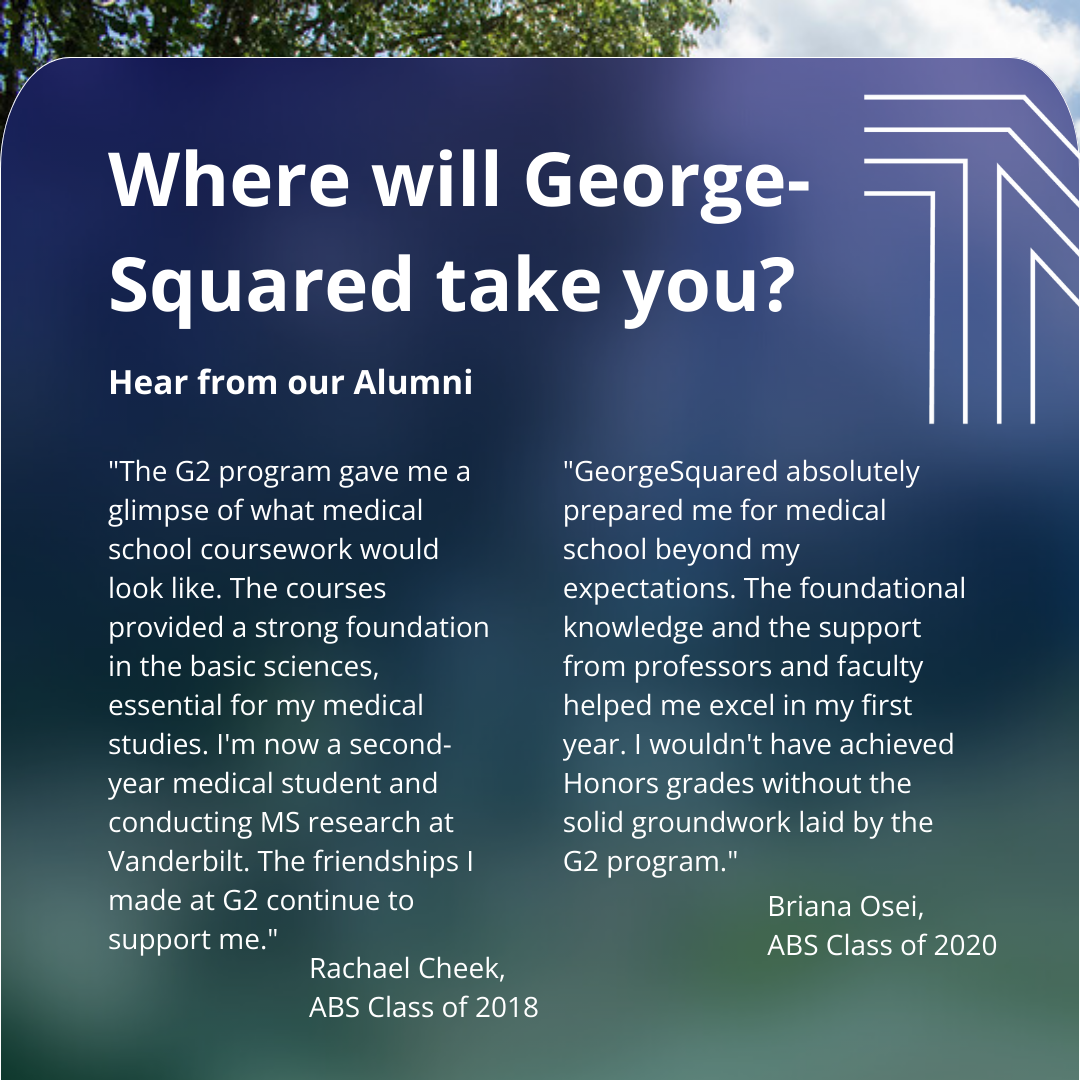 Where will George-
Squared take you?
Hear from our Alumni
"The G2 program gave me a
glimpse of what medical
school coursework would
look like. The courses
provided a strong foundation
in the basic sciences,
essential for my medical
studies. I'm now a second-
year medical student and
conducting MS research at
Vanderbilt. The friendships I
made at G2 continue to
support me."
Rachael Cheek,
ABS Class of 2018
"GeorgeSquared absolutely
prepared me for medical
school beyond my
expectations. The foundational
knowledge and the support
from professors and faculty
helped me excel in my first
year. I wouldn't have achieved
Honors grades without the
solid groundwork laid by the
G2 program."
Briana Osei,
ABS Class of 2020